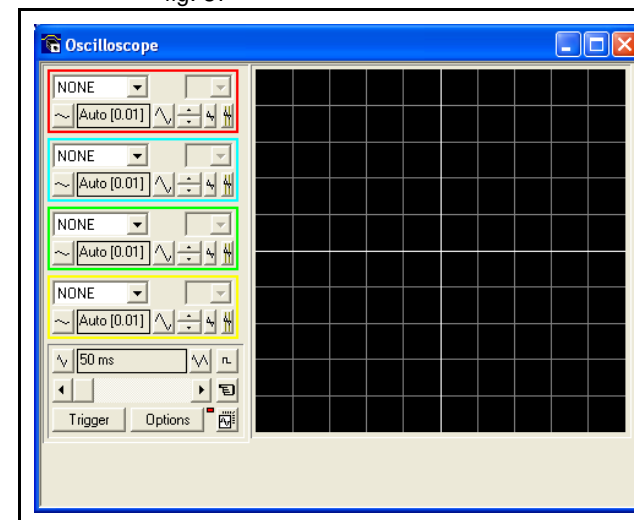 Oscilloscope
NONE
Auto [0.01]
NONE
Auto [0.01]
NONE
Auto [0.01]
NONE
Auto [0.01]
50 ms
Trigger Options